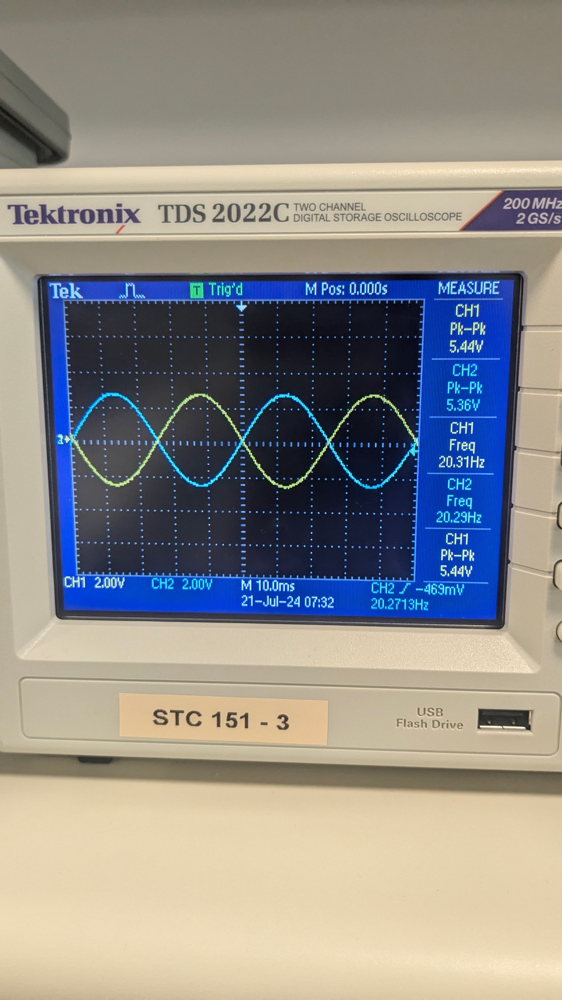 Tektronix TDS 2022C TWO CHANNEL
DIGITAL STORAGE OSCILLOSCOPE
200 MHz
2 GS/s
Tek T Trig'd M Pos: 0.000s MEASURE
CH1
Pk-Pk
5.44V
CH2
Pk-Pk
5.36V
CH1
Freq
20.31Hz
CH2
Freq
20.29Hz
CH1
Pk-Pk
5.44V
CH1 2.00V CH2 2.00V M 10.0ms CH2 -469mV
21-Jul-24 07:32 20.2713Hz
STC 151 - 3
USB
Flash Drive